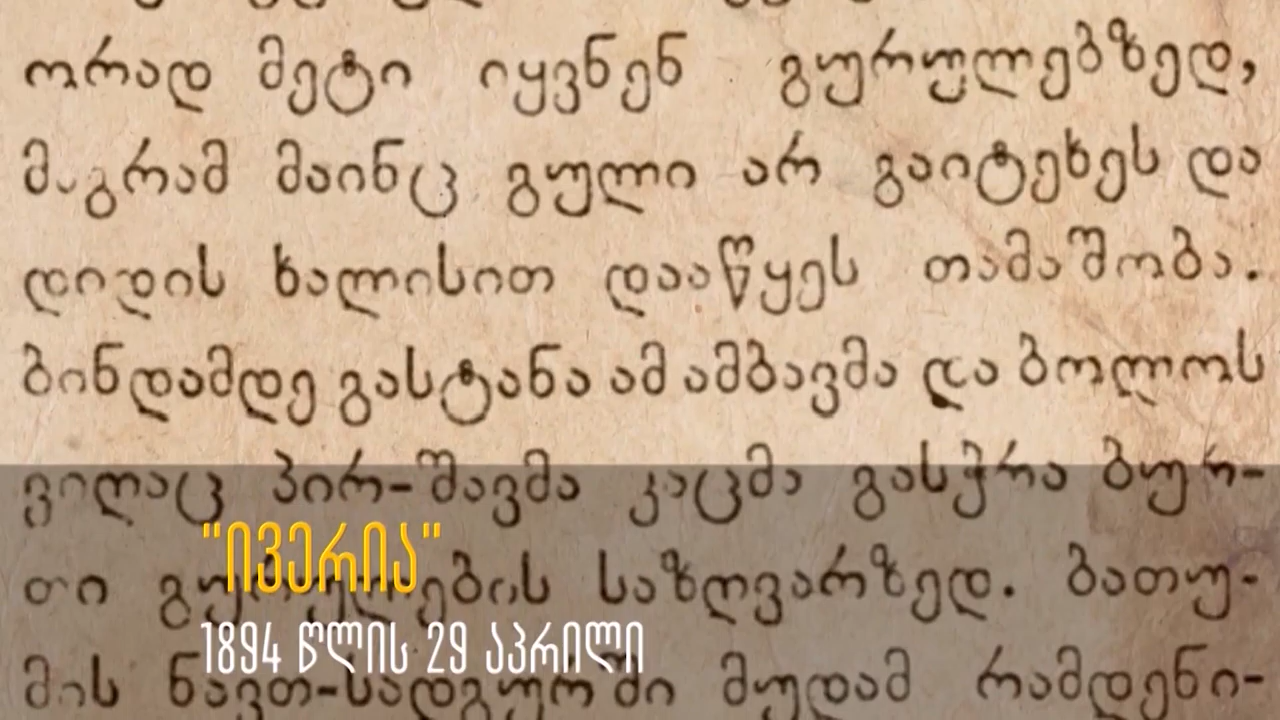 ორად მეტი იყვნენ გურულებზედ,
მაგრამ მაინც გული არ გაიტეხეს და
დიდის ხალისით დააწყეს თამაშობა.
ბინდამდე გასტანა ამ ამბავმა და ბოლოს
ვიღაც პირ-შავმა კაცმა გასჭრა ბურ-
თი გურულების საზღვარზედ. ბათუ-
მის ნავთ-სადგურში მუდამ რამდენი-
"ივერია"
1894 წლის 29 აპრილი